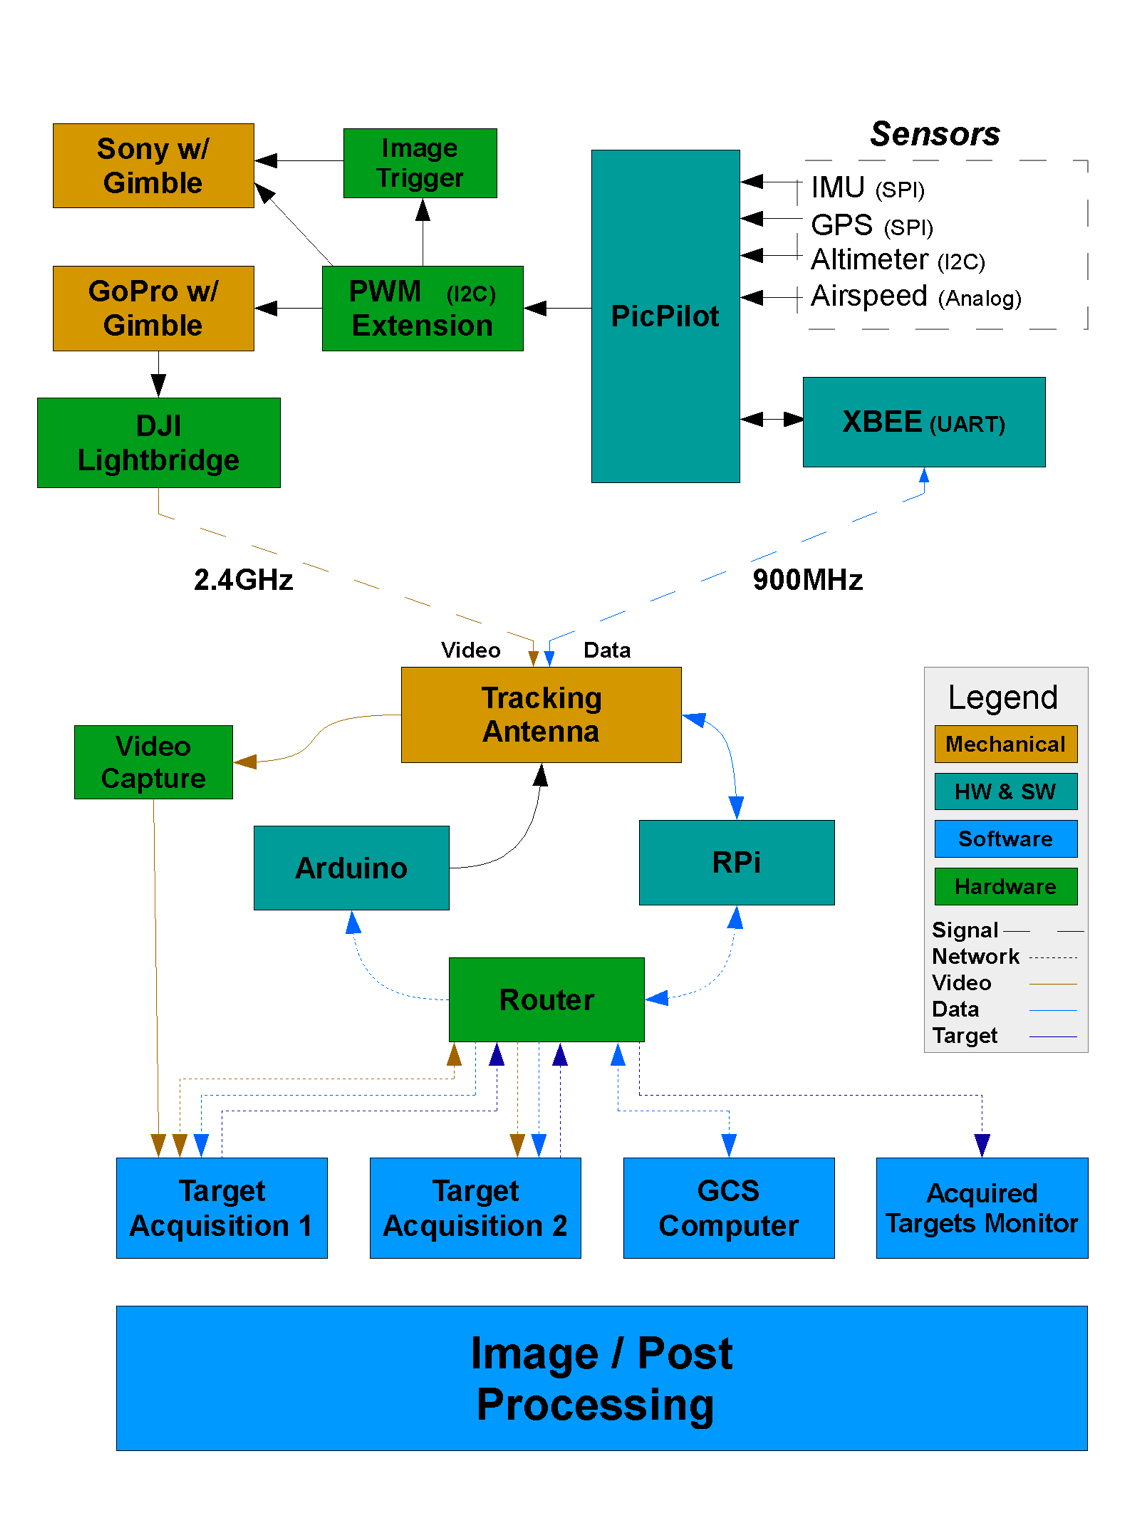 Sensors
Sony w/
Gimble
Image
Trigger
IMU (SPI)
GPS (SPI)
Altimeter (I2C)
Airspeed (Analog)
GoPro w/
Gimble
PWM (I2C)
Extension
PicPilot
DJI
Lightbridge
XBEE (UART)
2.4GHz
900MHz
Video
Data
Tracking
Antenna
Video
Capture
Arduino
RPi
Router
Legend
Mechanical
HW & SW
Software
Hardware
Signal
Network
Video
Data
Target
Target
Acquisition 1
Target
Acquisition 2
GCS
Computer
Acquired
Targets Monitor
Image / Post
Processing